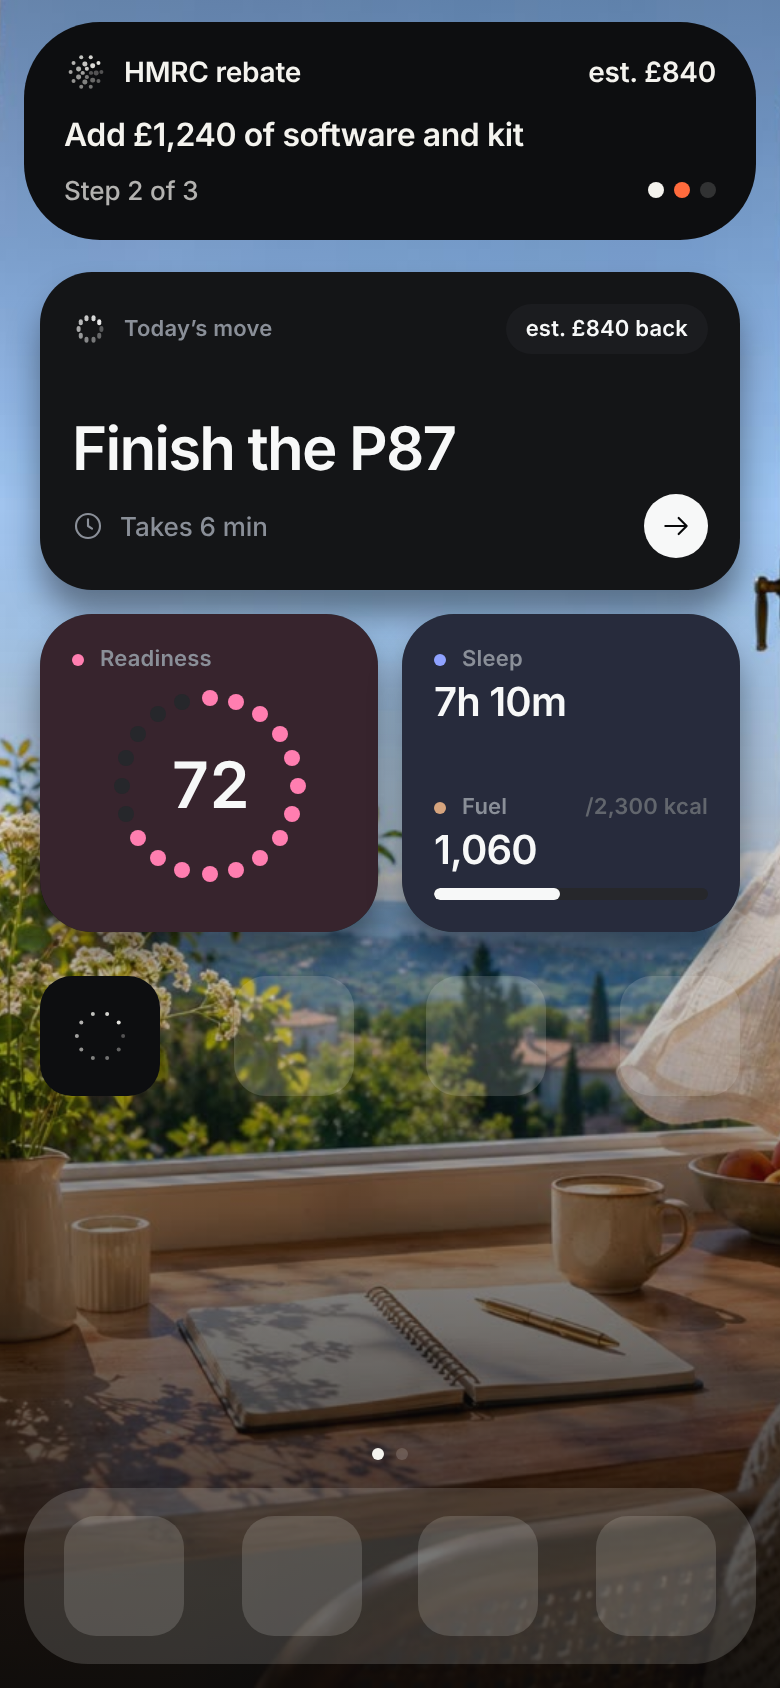 HMRC rebate est. £840
Add £1,240 of software and kit
Step 2 of 3
Today’s move est. £840 back
Finish the P87
Takes 6 min
Readiness
72
Sleep
7h 10m
Fuel /2,300 kcal
1,060